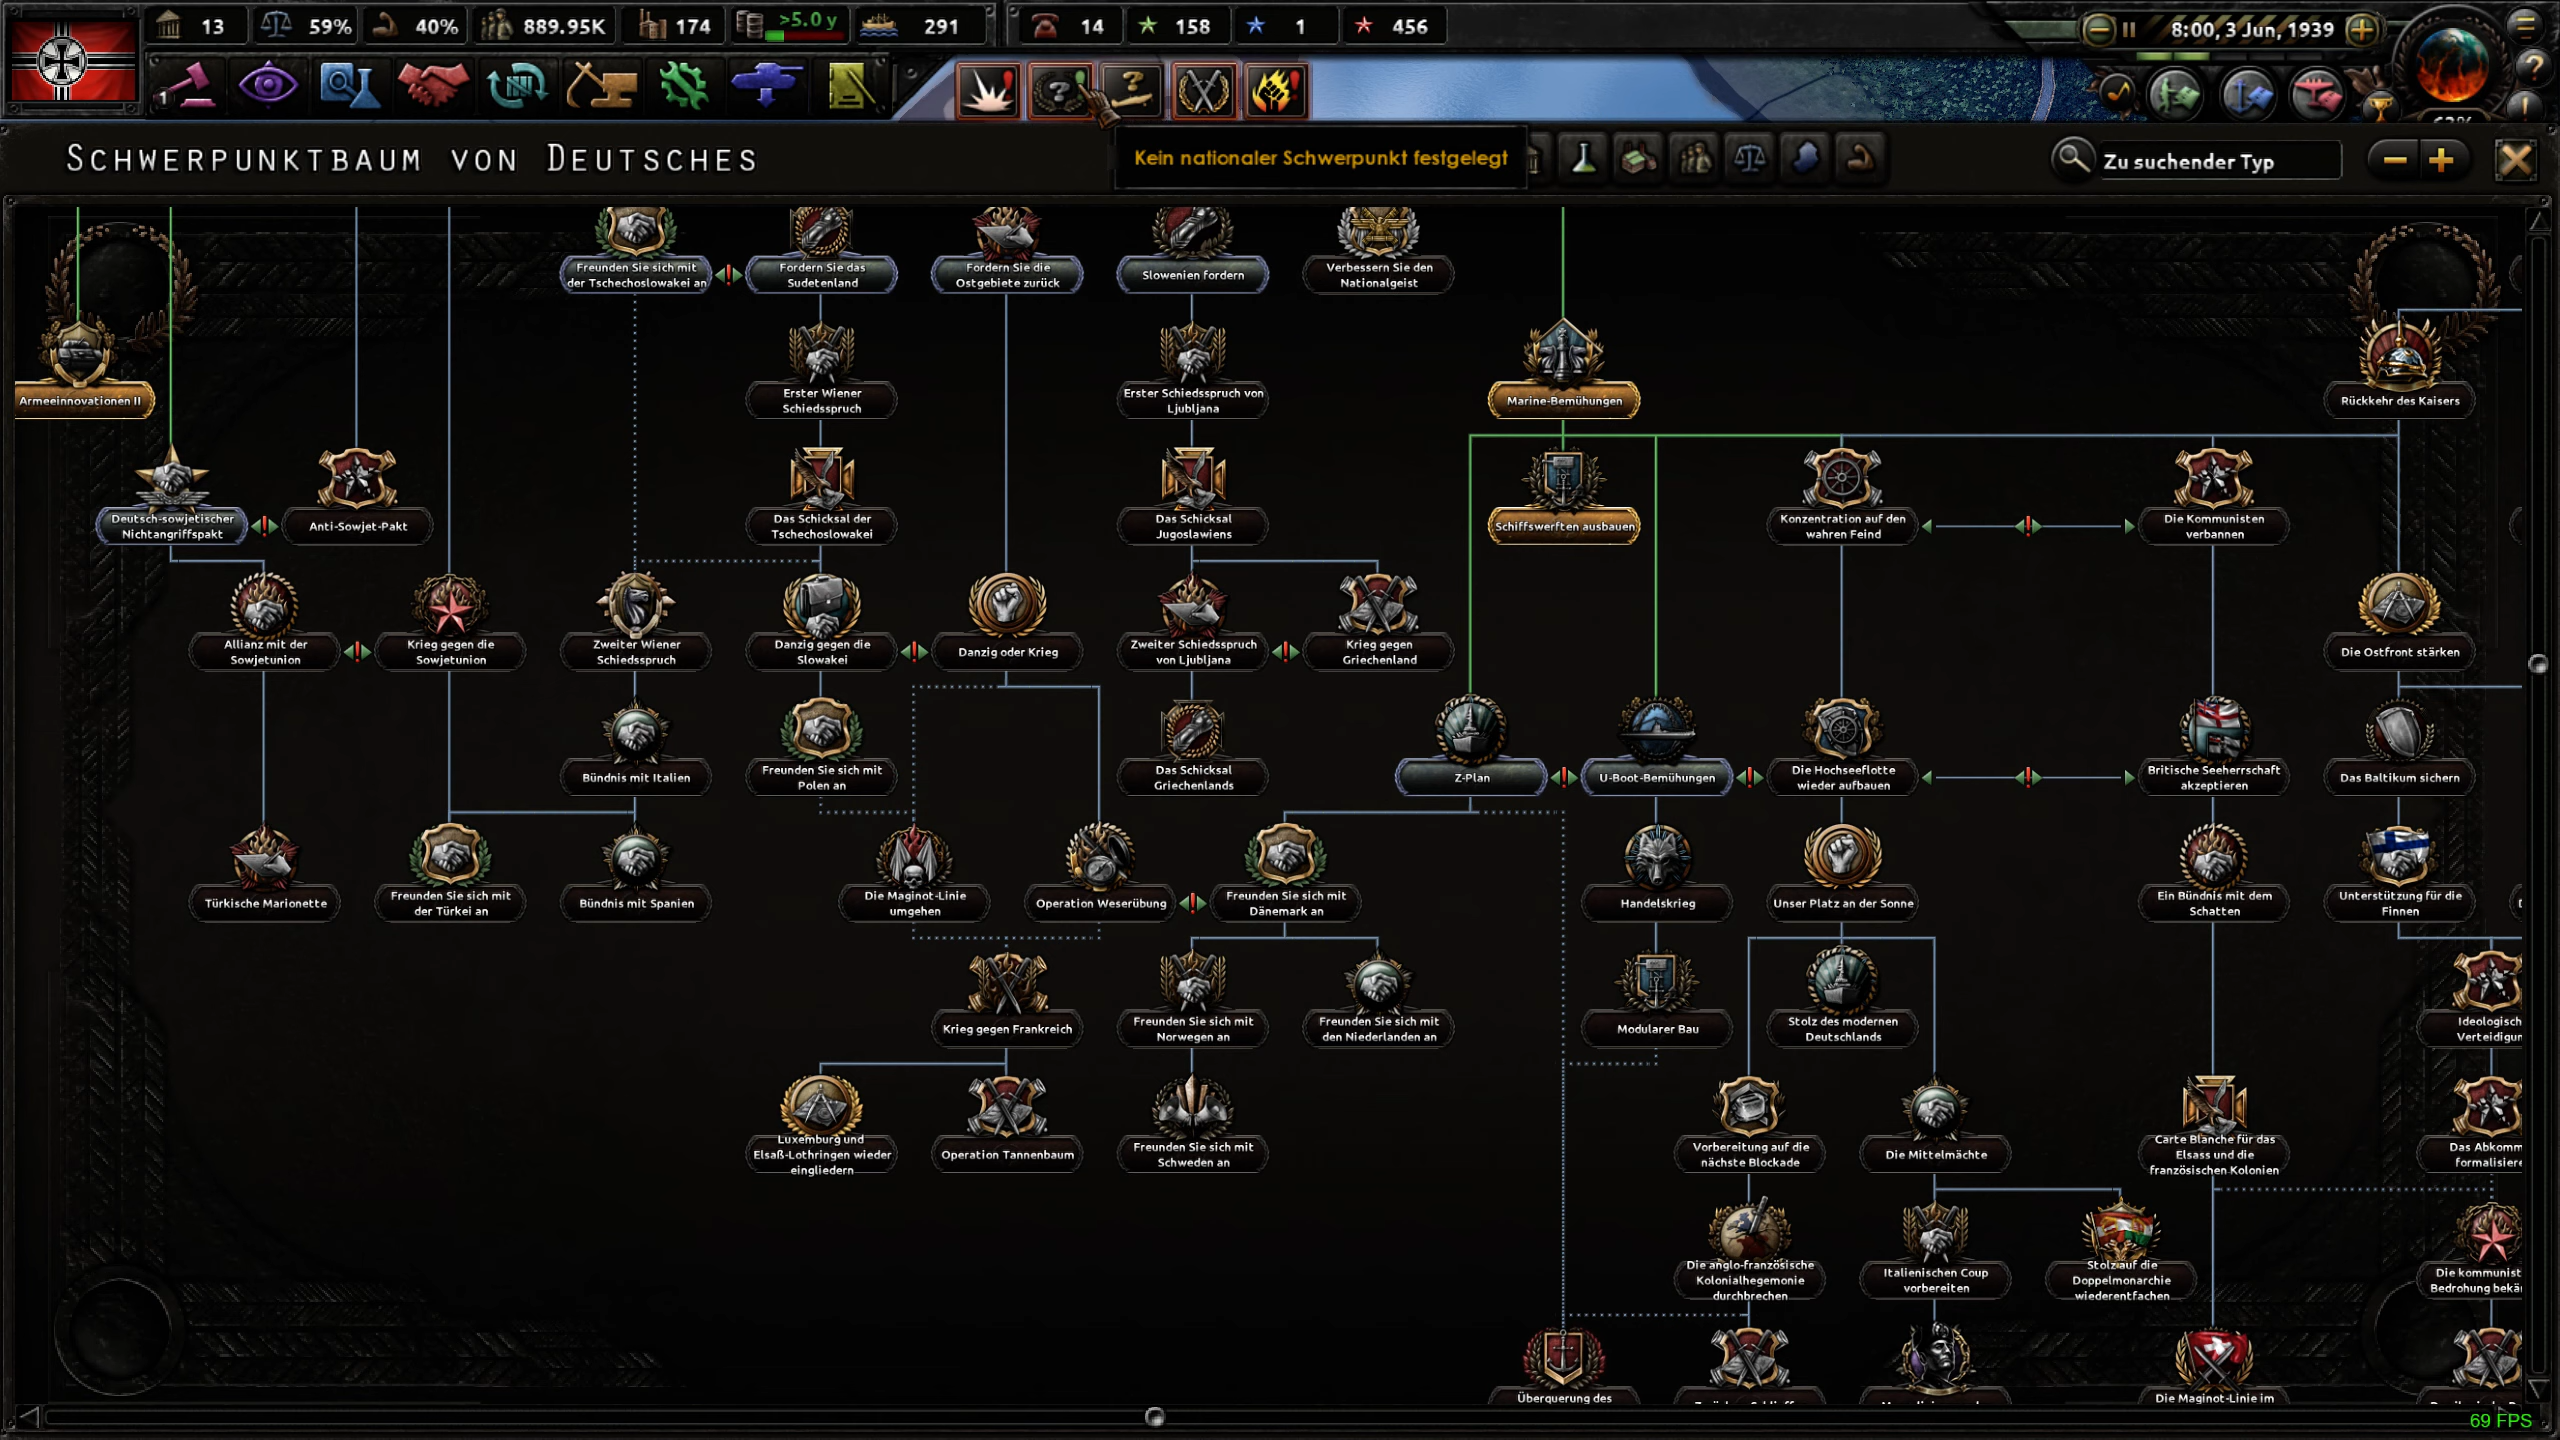 13
59%
40%
889.95K
174
>5.0 y
291
14
158
1
456
8:00, 3 Jun, 1939
1
Schwerpunktbaum von Deutsches
Kein nationaler Schwerpunkt festgelegt
Zu suchender Typ
Freunden Sie sich mit
der Tschechoslowakei an
Fordern Sie das
Sudetenland
Fordern Sie die
Ostgebiete zurück
Slowenien fordern
Verbessern Sie den
Nationalgeist
Armeeinnovationen II
Erster Wiener
Schiedsspruch
Erster Schiedsspruch von
Ljubljana
Marine-Bemühungen
Rückkehr des Kaisers
Deutsch-sowjetischer
Nichtangriffspakt
Anti-Sowjet-Pakt
Das Schicksal der
Tschechoslowakei
Das Schicksal
Jugoslawiens
Schiffswerften ausbauen
Konzentration auf den
wahren Feind
Die Kommunisten
verbannen
Allianz mit der
Sowjetunion
Krieg gegen die
Sowjetunion
Zweiter Wiener
Schiedsspruch
Danzig gegen die
Slowakei
Danzig oder Krieg
Zweiter Schiedsspruch
von Ljubljana
Krieg gegen
Griechenland
Die Ostfront stärken
Bündnis mit Italien
Freunden Sie sich mit
Polen an
Das Schicksal
Griechenlands
Z-Plan
U-Boot-Bemühungen
Die Hochseeflotte
wieder aufbauen
Britische Seeherrschaft
akzeptieren
Das Baltikum sichern
Türkische Marionette
Freunden Sie sich mit
der Türkei an
Bündnis mit Spanien
Die Maginot-Linie
umgehen
Operation Weserübung
Freunden Sie sich mit
Dänemark an
Handelskrieg
Unser Platz an der Sonne
Ein Bündnis mit dem
Schatten
Unterstützung für die
Finnen
Krieg gegen Frankreich
Freunden Sie sich mit
Norwegen an
Freunden Sie sich mit
den Niederlanden an
Modularer Bau
Stolz des modernen
Deutschlands
Ideologisch
Verteidigun
Luxemburg und
Elsaß-Lothringen wieder
eingliedern
Operation Tannenbaum
Freunden Sie sich mit
Schweden an
Vorbereitung auf die
nächste Blockade
Die Mittelmächte
Carte Blanche für das
Elsass und die
französischen Kolonien
Das Abkomm
formalisiere
Die anglo-französische
Kolonialhegemonie
durchbrechen
Italienischen Coup
vorbereiten
Stolz auf die
Doppelmonarchie
wiederentfachen
Die kommunist
Bedrohung bekä
Überquerung des
Die Maginot-Linie im
69 FPS